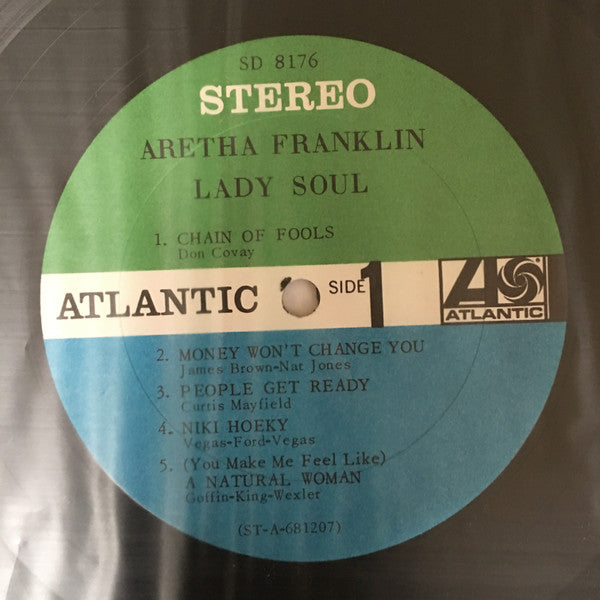 SD 8176
STEREO
ARETHA FRANKLIN
LADY SOUL
1. CHAIN OF FOOLS
Don Covay
ATLANTIC SIDE 1
ATLANTIC
2. MONEY WON'T CHANGE YOU
James Brown-Nat Jones
3. PEOPLE GET READY
Curtis Mayfield
4. NIKI HOEKY
Vegas-Ford-Vegas
5. (You Make Me Feel Like)
A NATURAL WOMAN
Goffin-King-Wexler
(ST-A-681207)